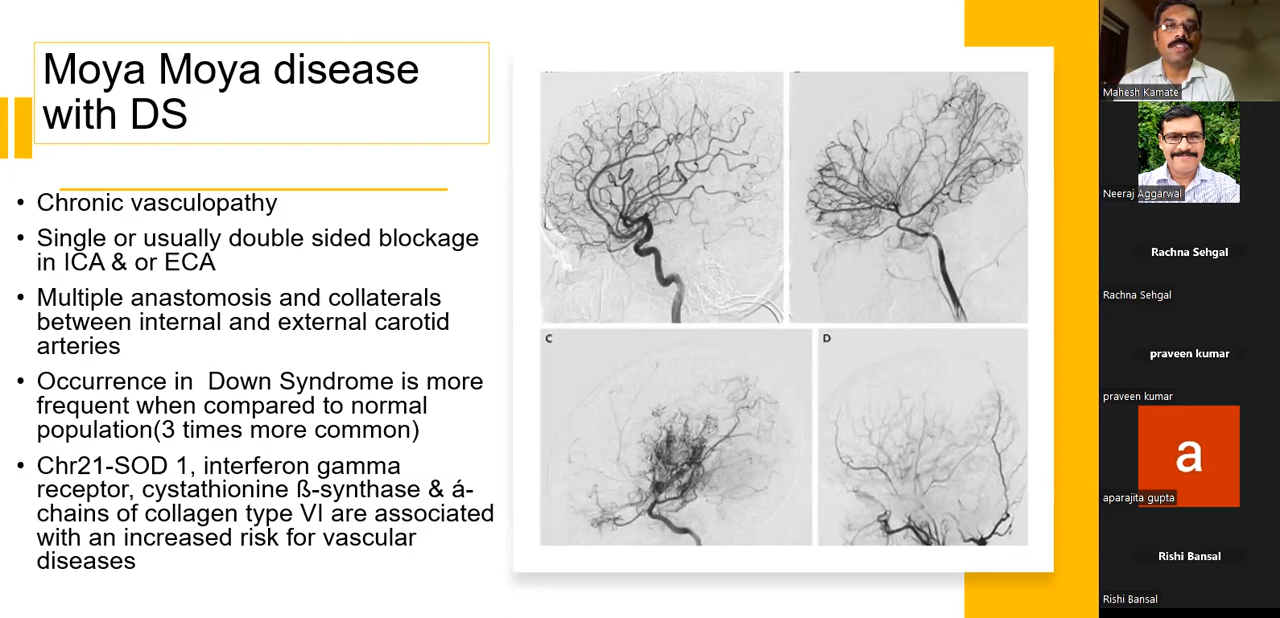 Moya Moya disease
with DS
• Chronic vasculopathy
• Single or usually double sided blockage
in ICA & or ECA
• Multiple anastomosis and collaterals
between internal and external carotid
arteries
• Occurrence in  Down Syndrome is more
frequent when compared to normal
population(3 times more common)
• Chr21-SOD 1, interferon gamma
receptor, cystathionine ß-synthase & á-
chains of collagen type VI are associated
with an increased risk for vascular
diseases
C
D
Mahesh Kamate
Neeraj Aggarwal
Rachna Sehgal
Rachna Sehgal
praveen kumar
praveen kumar
a
aparajita gupta
Rishi Bansal
Rishi Bansal